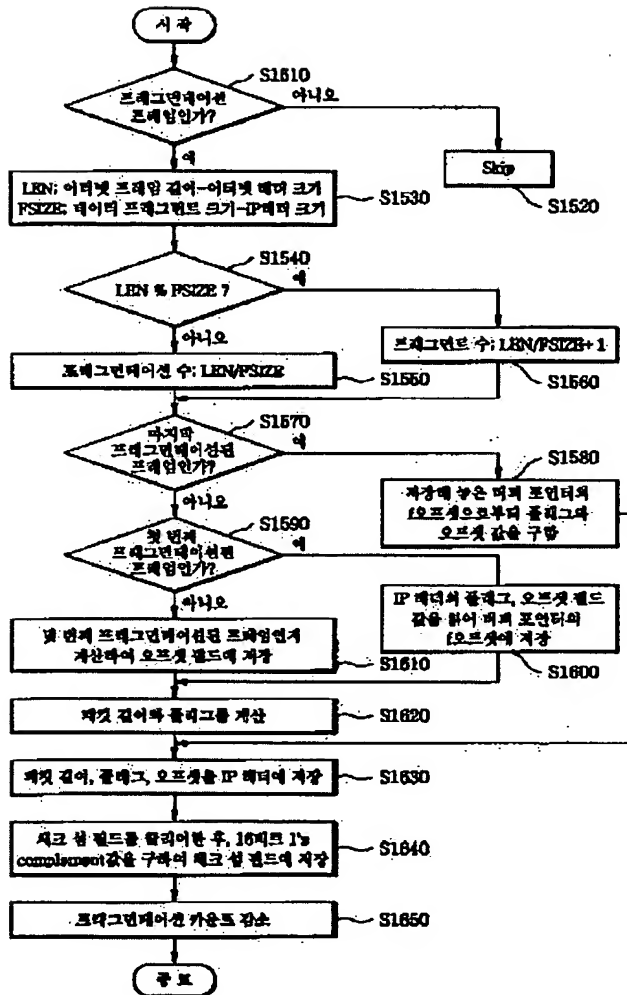 시작
S1510
프래그먼테이션
프레임인가?
아니오
예
Skip
S1520
LEN; 이더넷 프레임 길이-이더넷 헤더 크기
FSIZE; 데이터 프래그먼트 크기-IP헤더 크기
S1530
S1540
LEN % FSIZE ?
예
아니오
프래그먼트 수; LEN/FSIZE+1
S1560
프래그먼테이션 수; LEN/FSIZE
S1550
S1570
마지막
프래그먼테이션된
프레임인가?
예
아니오
S1580
저장해 놓은 버퍼 포인터의
f오프셋으로부터 플래그와
오프셋 값을 구함
S1590
첫 번째
프래그먼테이션된
프레임인가?
예
아니오
IP 헤더의 플래그, 오프셋 필드
값을 읽어 버퍼 포인터의
f오프셋에 저장
S1600
몇 번째 프래그먼테이션된 프레임인지
계산하여 오프셋 필드에 저장
S1610
패킷 길이와 플래그를 계산
S1620
패킷 길이, 플래그, 오프셋을 IP 헤더에 저장
S1630
체크 섬 필드를 클리어한 후, 16비트 1's
complement값을 구하여 체크 섬 필드에 저장
S1640
프래그먼테이션 카운트 감소
S1650
종료